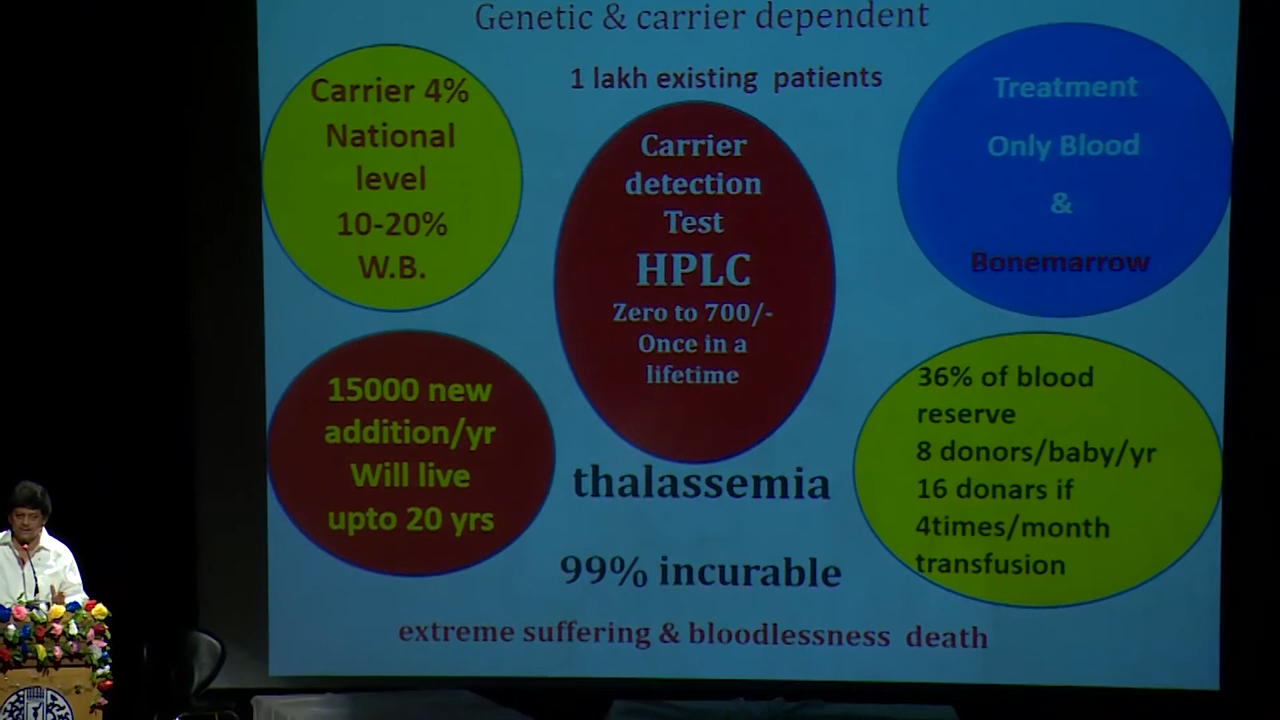 Genetic & carrier dependent
1 lakh existing patients
Carrier 4%
National
level
10-20%
W.B.
Carrier
detection
Test
HPLC
Zero to 700/-
Once in a
lifetime
Treatment
Only Blood
&
Bonemarrow
15000 new
addition/yr
Will live
upto 20 yrs
36% of blood
reserve
8 donors/baby/yr
16 donars if
4times/month
transfusion
thalassemia
99% incurable
extreme suffering & bloodlessness death